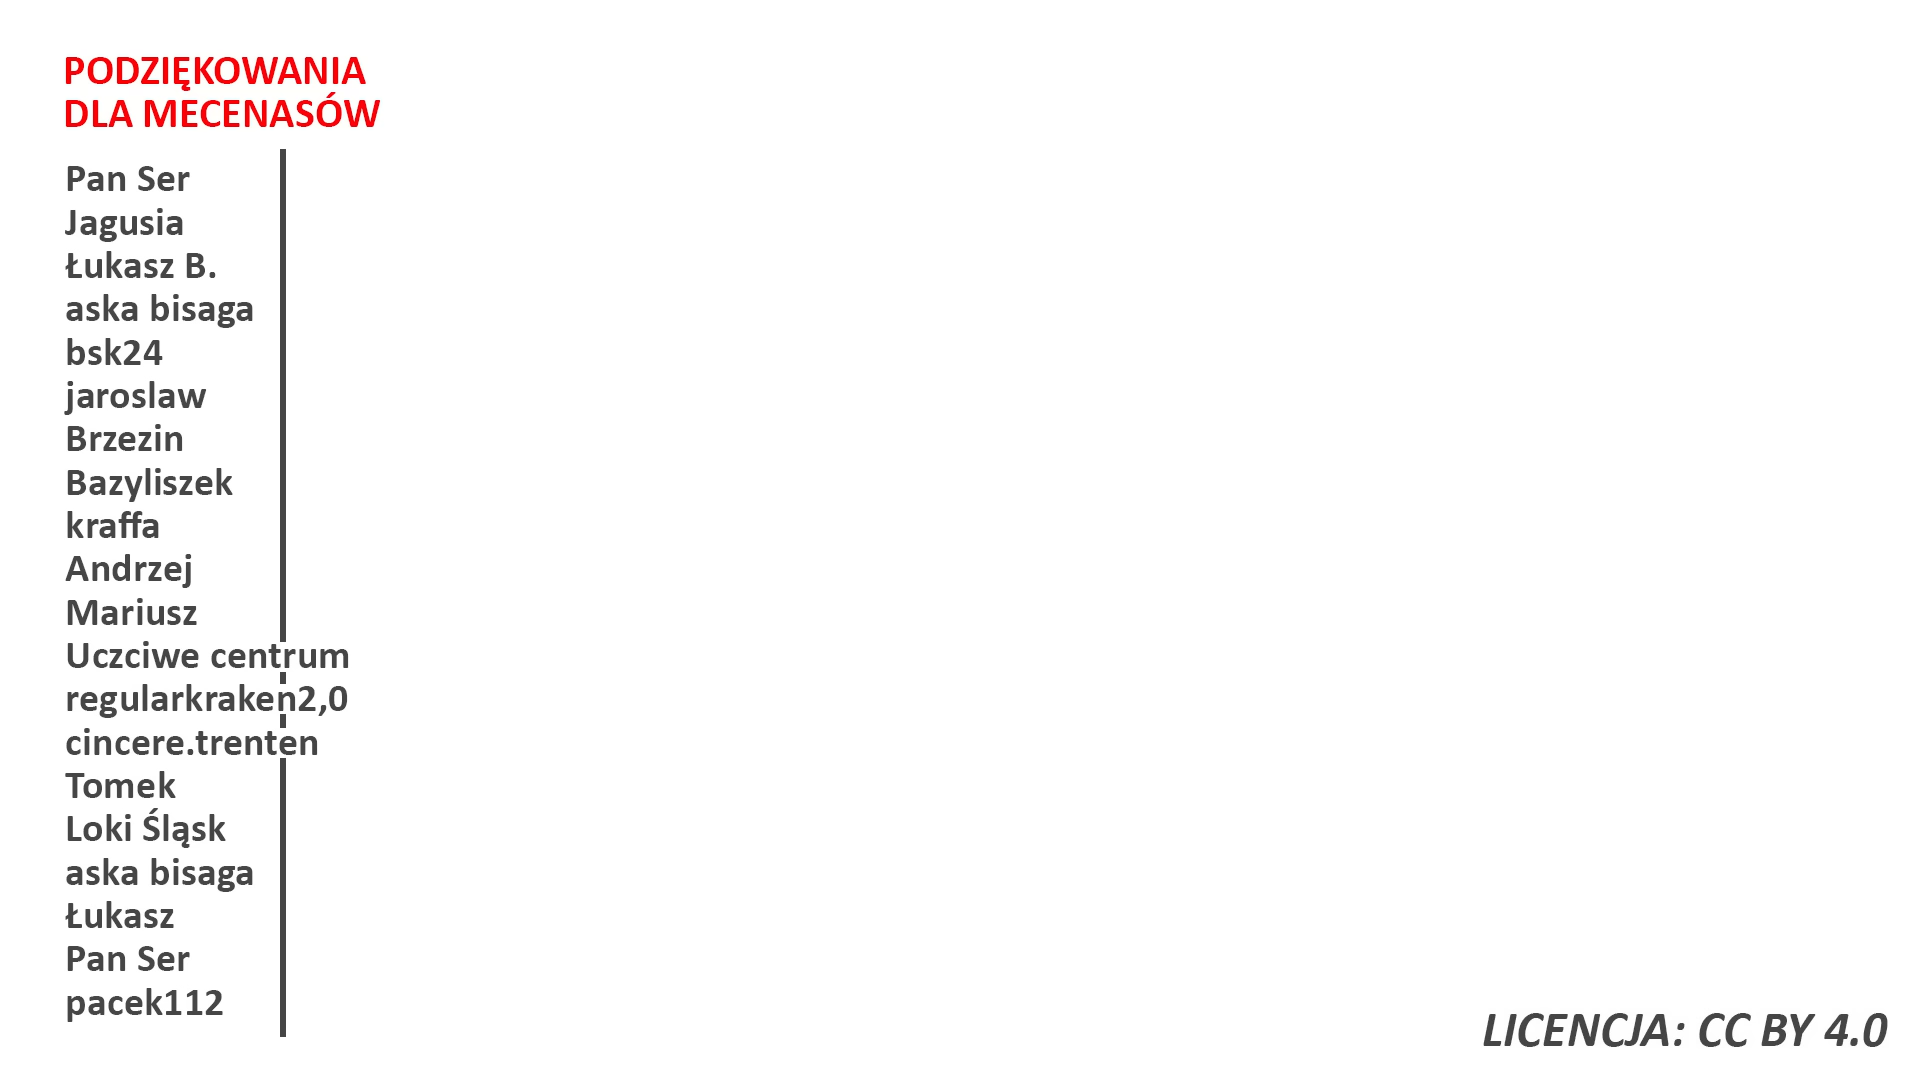 PODZIĘKOWANIA
DLA MECENASÓW
Pan Ser
Jagusia
Łukasz B.
aska bisaga
bsk24
jaroslaw
Brzezin
Bazyliszek
kraffa
Andrzej
Mariusz
Uczciwe centrum
regularkraken2,0
cincere.trenten
Tomek
Loki Śląsk
aska bisaga
Łukasz
Pan Ser
pacek112
LICENCJA: CC BY 4.0